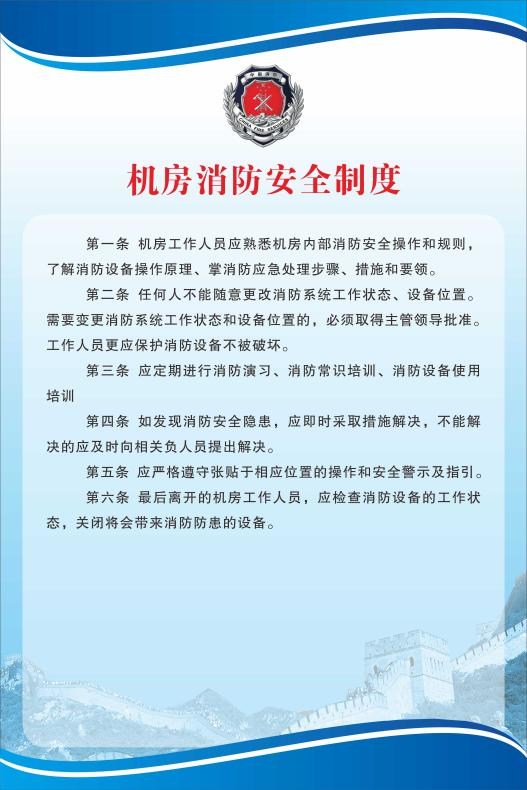 中国消防
CHINA FIRE SERVICES
机房消防安全制度
第一条 机房工作人员应熟悉机房内部消防安全操作和规则，
了解消防设备操作原理、掌消防应急处理步骤、措施和要领。
第二条 任何人不能随意更改消防系统工作状态、设备位置。
需要变更消防系统工作状态和设备位置的，必须取得主管领导批准。
工作人员更应保护消防设备不被破坏。
第三条 应定期进行消防演习、消防常识培训、消防设备使用
培训
第四条 如发现消防安全隐患，应即时采取措施解决，不能解
决的应及时向相关负人员提出解决。
第五条 应严格遵守张贴于相应位置的操作和安全警示及指引。
第六条 最后离开的机房工作人员，应检查消防设备的工作状
态，关闭将会带来消防防患的设备。